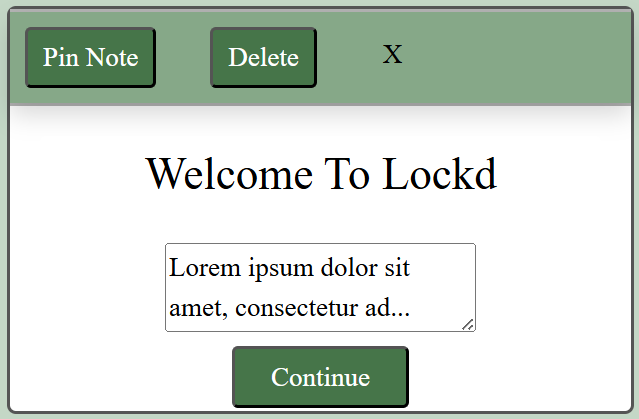 Pin Note Delete X
Welcome To Lockd
Lorem ipsum dolor sit
amet, consectetur ad...
Continue